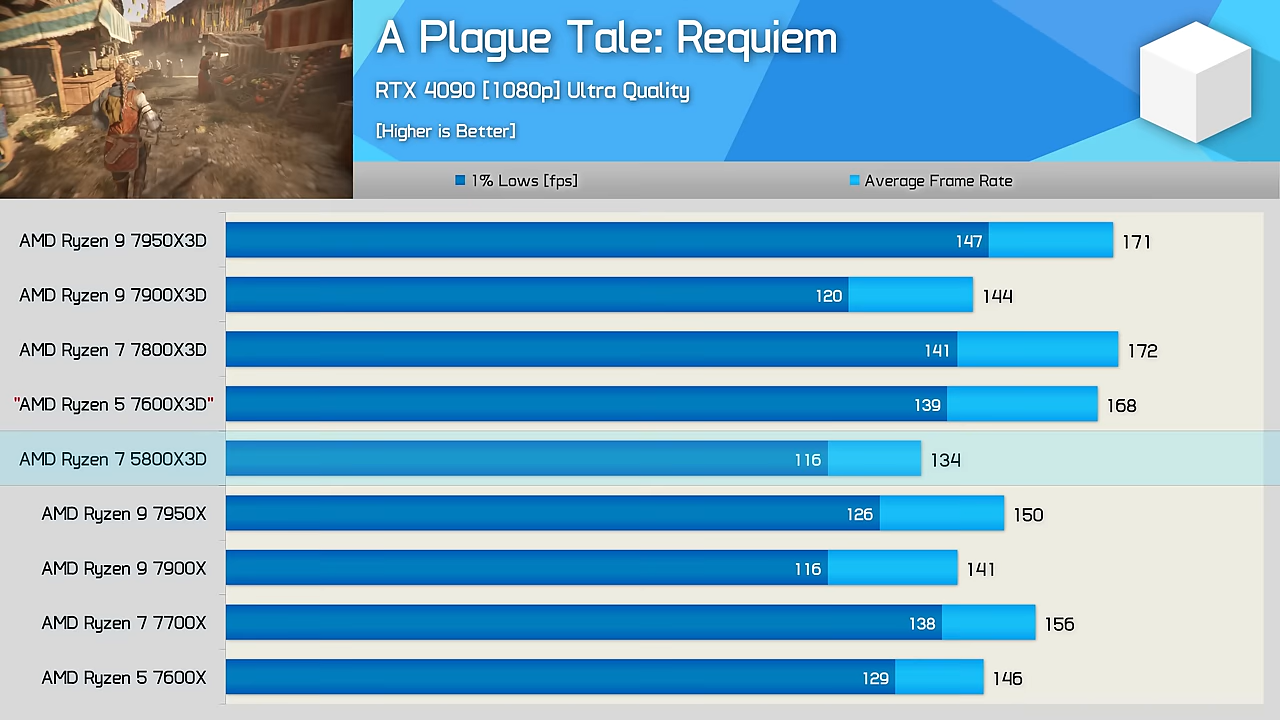 A Plague Tale: Requiem
RTX 4090 [1080p] Ultra Quality
[Higher is Better]
1% Lows [fps] Average Frame Rate
AMD Ryzen 9 7950X3D 147 171
AMD Ryzen 9 7900X3D 120 144
AMD Ryzen 7 7800X3D 141 172
"AMD Ryzen 5 7600X3D" 139 168
AMD Ryzen 7 5800X3D 116 134
AMD Ryzen 9 7950X 126 150
AMD Ryzen 9 7900X 116 141
AMD Ryzen 7 7700X 138 156
AMD Ryzen 5 7600X 129 146